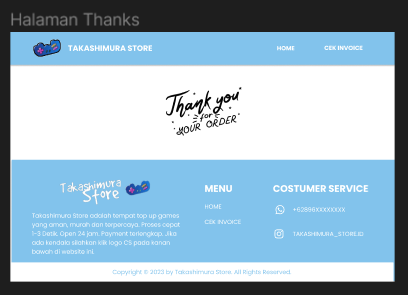 Halaman Thanks
TAKASHIMURA STORE
HOME
CEK INVOICE
Thank you
for
YOUR ORDER
Takashimura
Store
Takashimura Store adalah tempat top up games
yang aman, murah dan terpercaya. Proses cepat
1-3 Detik. Open 24 jam. Payment terlengkap. Jika
ada kendala silahkan klik logo CS pada kanan
bawah di website ini.
MENU
HOME
CEK INVOICE
COSTUMER SERVICE
+62896XXXXXXXX
TAKASHIMURA_STORE.ID
Copyright © 2023 by Takashimura Store. All Rights Reserved.